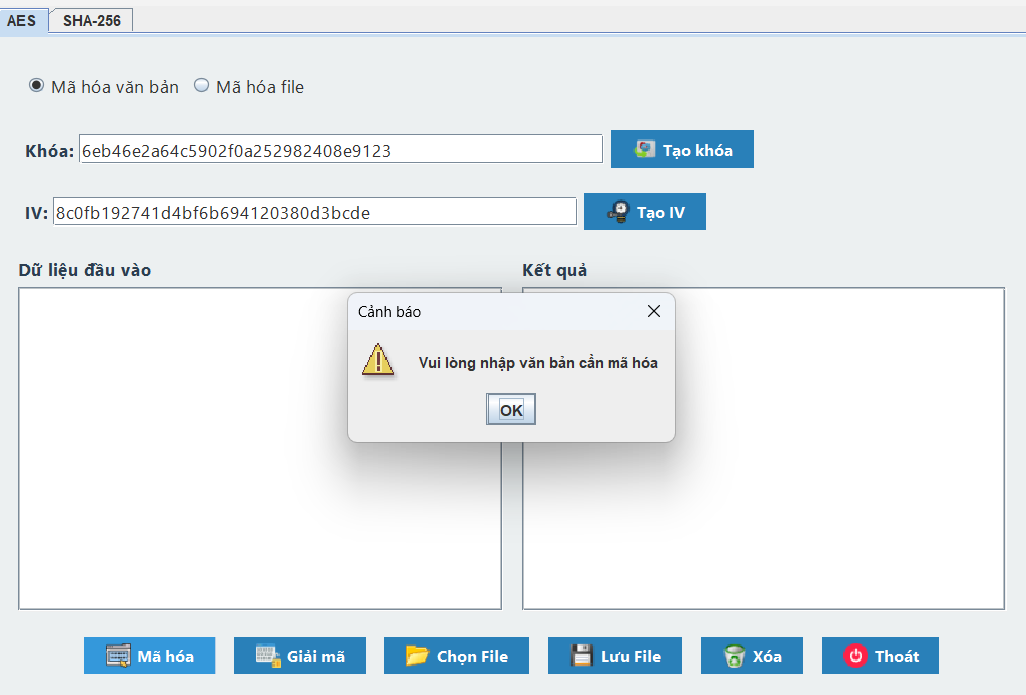 AES SHA-256
Mã hóa văn bản Mã hóa file
Khóa: 6eb46e2a64c5902f0a252982408e9123 Tạo khóa
IV: 8c0fb192741d4bf6b694120380d3bcde Tạo IV
Dữ liệu đầu vào Kết quả
Cảnh báo
Vui lòng nhập văn bản cần mã hóa
OK
Mã hóa Giải mã Chọn File Lưu File Xóa Thoát